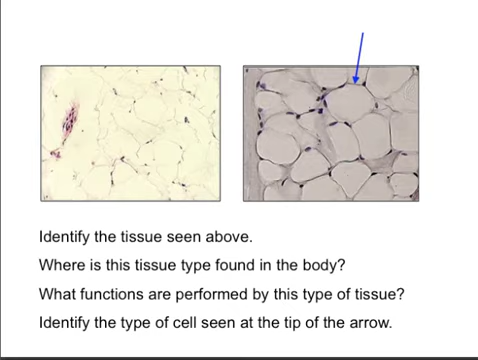 Identify the tissue seen above.
Where is this tissue type found in the body?
What functions are performed by this type of tissue?
Identify the type of cell seen at the tip of the arrow.